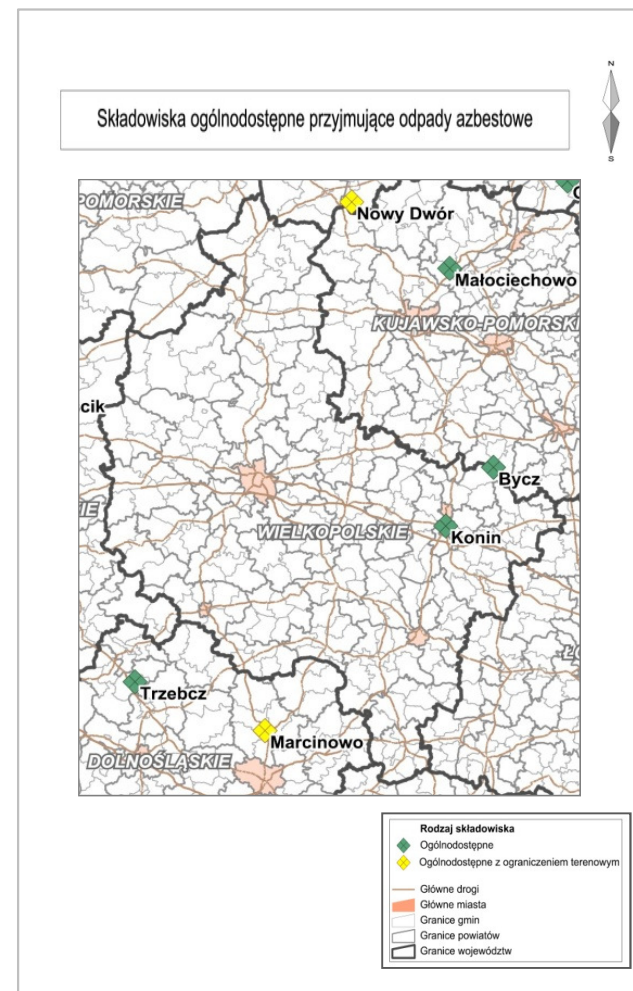 N
S
Składowiska ogólnodostępne przyjmujące odpady azbestowe
POMORSKIE
Nowy Dwór
Małociechowo
KUJAWSKO-POMORSKI
cik
Bycz
WIELKOPOLSKIE
Konin
Trzebcz
Marcinowo
DOLNOŚLĄSKIE
Rodzaj składowiska
Ogólnodostępne
Ogólnodostępne z ograniczeniem terenowym
Główne drogi
Główne miasta
Granice gmin
Granice powiatów
Granice województw